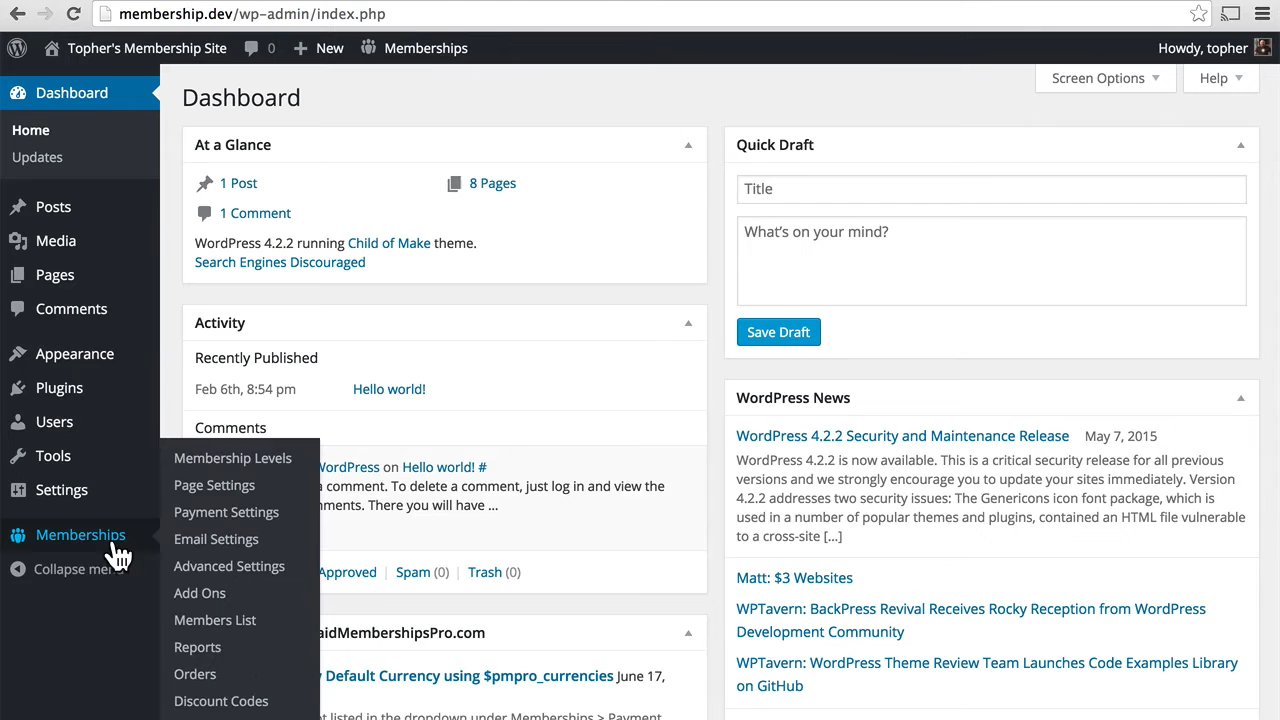 membership.dev/wp-admin/index.php
Topher's Membership Site 0 New Memberships Howdy, topher
Dashboard
Home
Updates
Posts
Media
Pages
Comments
Appearance
Plugins
Users
Tools
Settings
Memberships
Collapse menu
Membership Levels
Page Settings
Payment Settings
Email Settings
Advanced Settings
Add Ons
Members List
Reports
Orders
Discount Codes
Screen Options Help
Dashboard
At a Glance
1 Post 8 Pages
1 Comment
WordPress 4.2.2 running Child of Make theme.
Search Engines Discouraged
Activity
Recently Published
Feb 6th, 8:54 pm Hello world!
Comments
WordPress on Hello world! #
a comment. To delete a comment, just log in and view the
ments. There you will have ...
Approved | Spam (0) | Trash (0)
aidMembershipsPro.com
Default Currency using $pmpro_currencies June 17,
t listed in the dropdown under Memberships > Payment
Quick Draft
Title
What's on your mind?
Save Draft
WordPress News
WordPress 4.2.2 Security and Maintenance Release May 7, 2015
WordPress 4.2.2 is now available. This is a critical security release for all previous
versions and we strongly encourage you to update your sites immediately. Version
4.2.2 addresses two security issues: The Genericons icon font package, which is
used in a number of popular themes and plugins, contained an HTML file vulnerable
to a cross-site [...]
Matt: $3 Websites
WPTavern: BackPress Revival Receives Rocky Reception from WordPress
Development Community
WPTavern: WordPress Theme Review Team Launches Code Examples Library
on GitHub